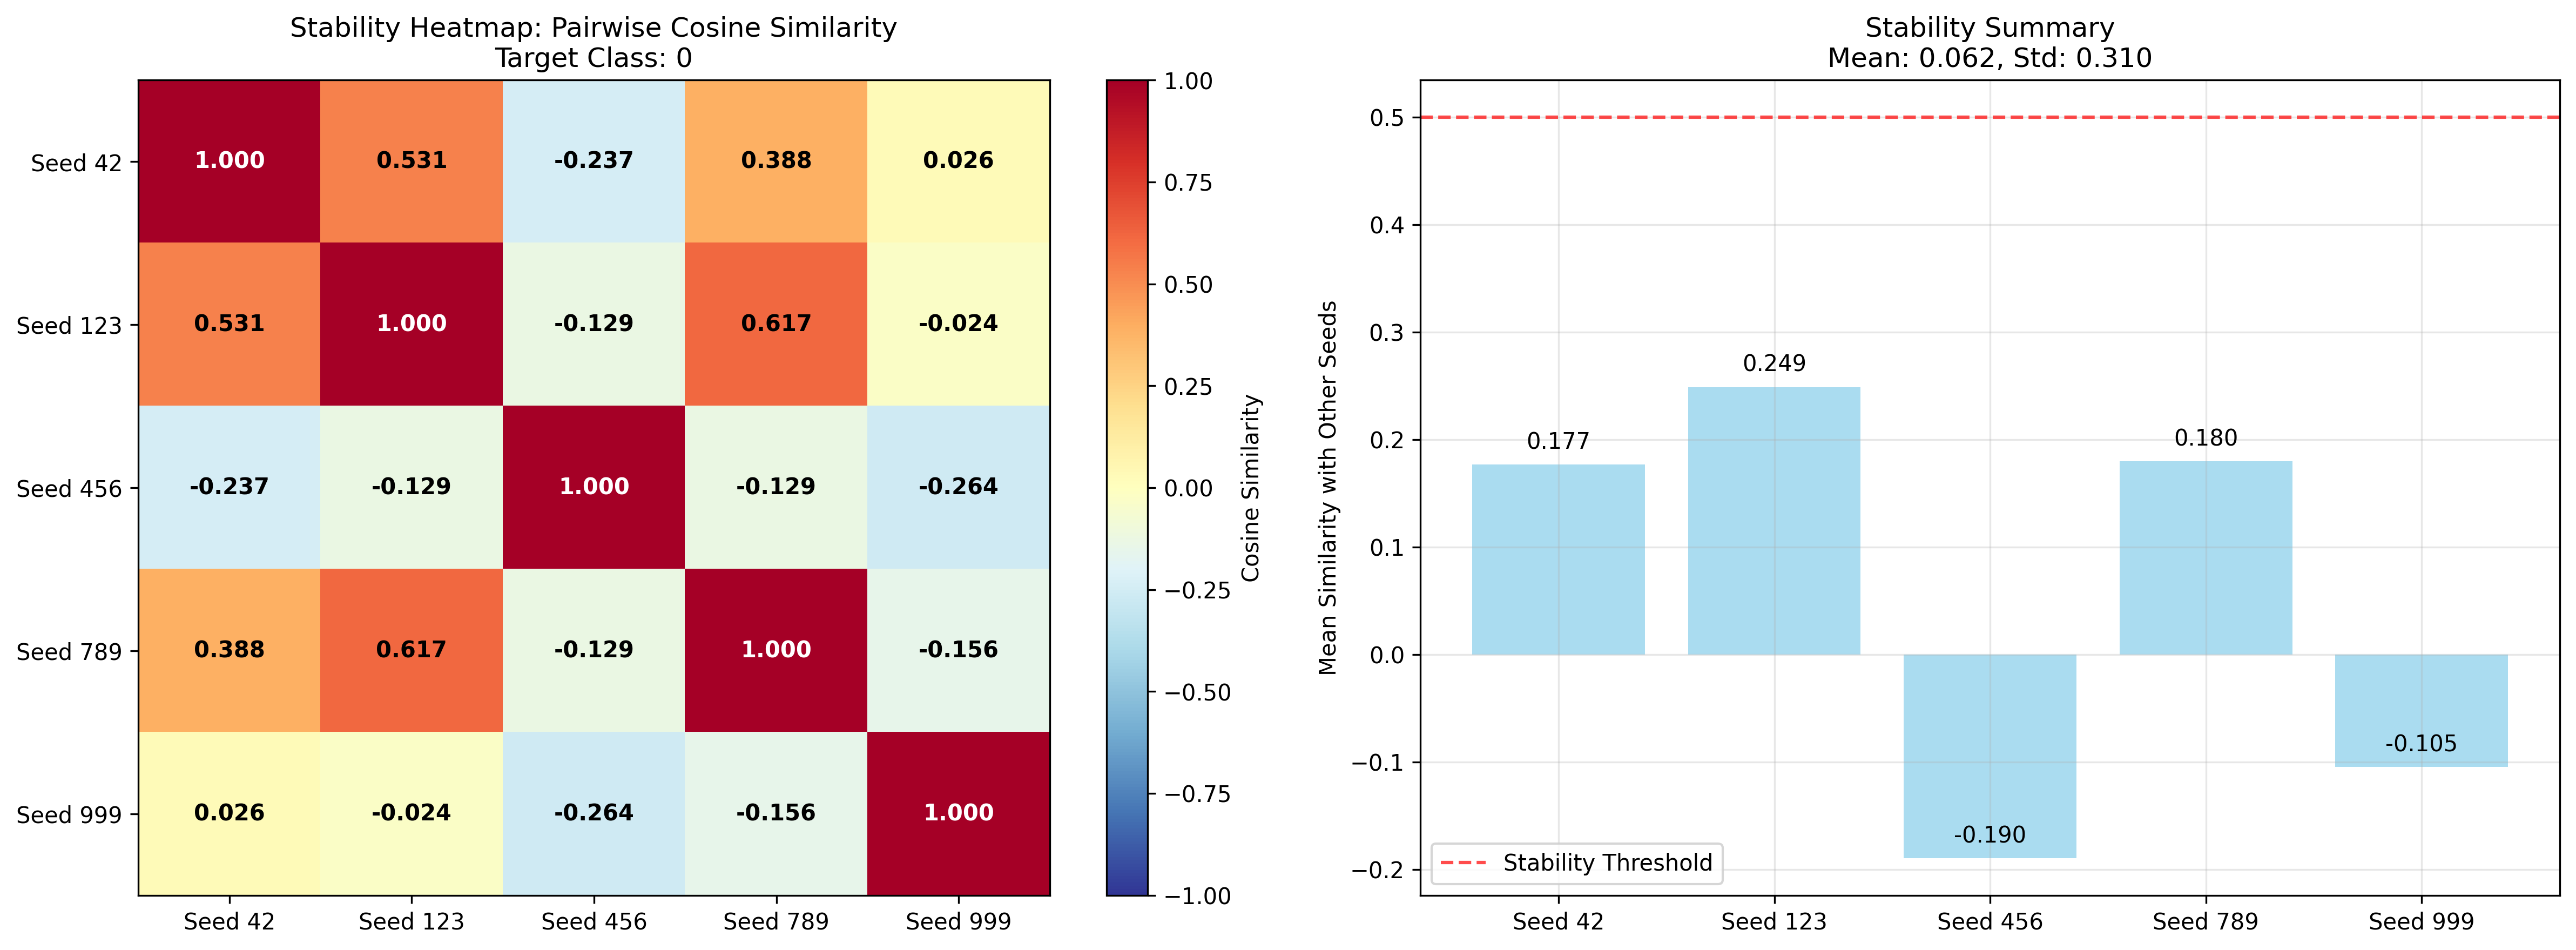 Stability Heatmap: Pairwise Cosine Similarity
Target Class: 0
Seed 42
1.000
0.531
-0.237
0.388
0.026
Seed 123
0.531
1.000
-0.129
0.617
-0.024
Seed 456
-0.237
-0.129
1.000
-0.129
-0.264
Seed 789
0.388
0.617
-0.129
1.000
-0.156
Seed 999
0.026
-0.024
-0.264
-0.156
1.000
Seed 42
Seed 123
Seed 456
Seed 789
Seed 999
1.00
0.75
0.50
0.25
0.00
−0.25
−0.50
−0.75
−1.00
Cosine Similarity
Stability Summary
Mean: 0.062, Std: 0.310
Mean Similarity with Other Seeds
0.5
0.4
0.3
0.2
0.1
0.0
−0.1
−0.2
0.177
0.249
-0.190
0.180
-0.105
Stability Threshold
Seed 42
Seed 123
Seed 456
Seed 789
Seed 999